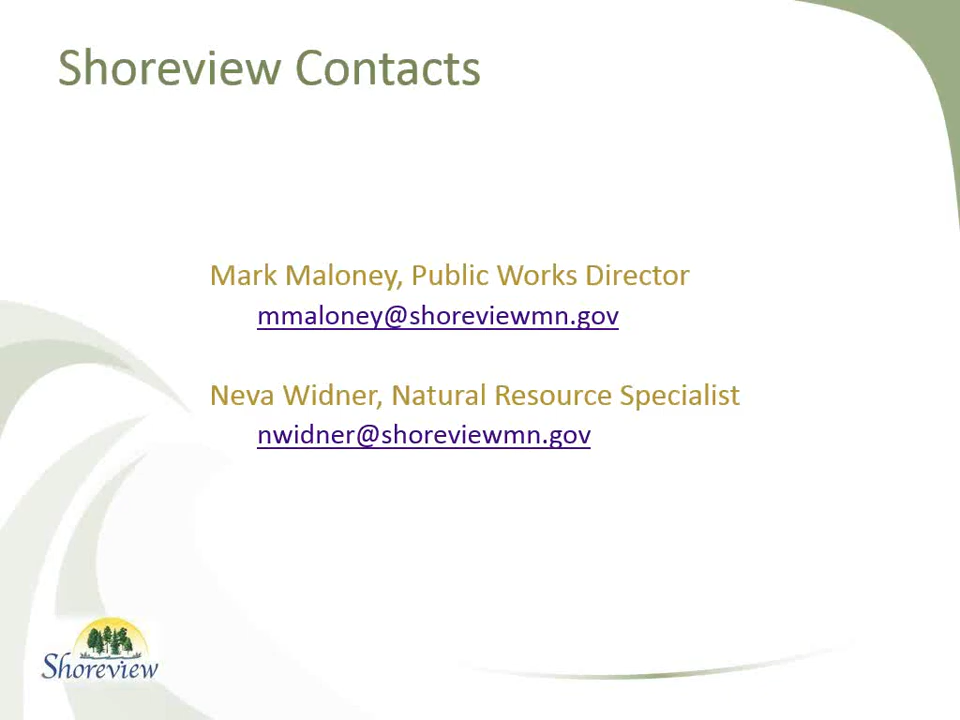 Shoreview Contacts
Mark Maloney, Public Works Director
mmaloney@shoreviewmn.gov
Neva Widner, Natural Resource Specialist
nwidner@shoreviewmn.gov
Shoreview